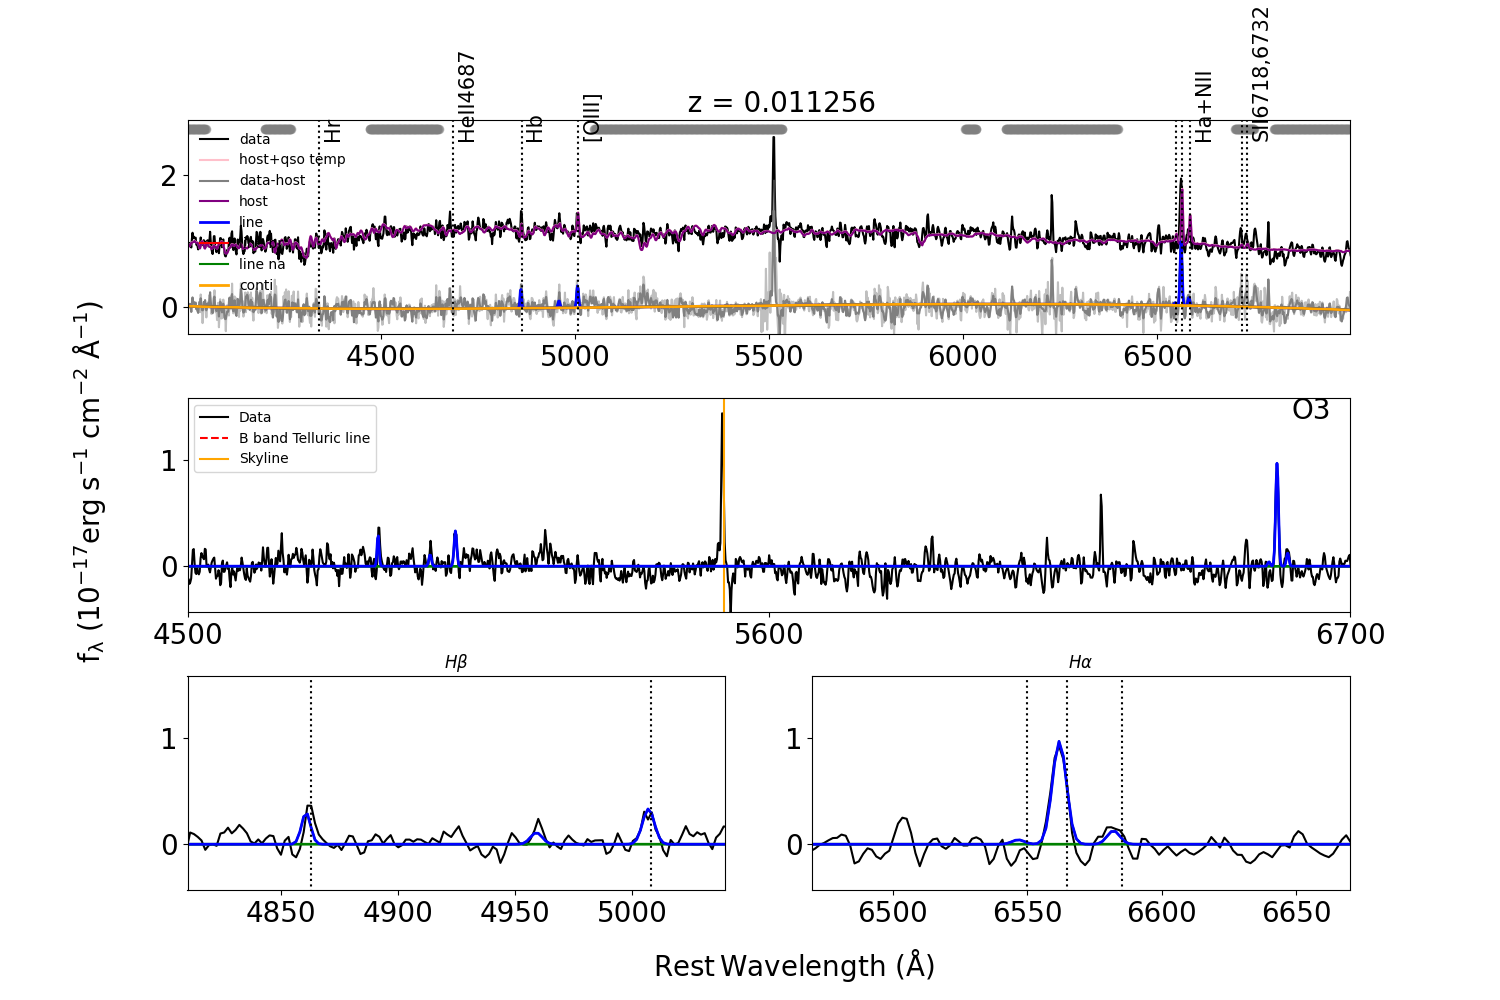 z = 0.011256
Hr
HeII4687
Hb
[OIII]
Ha+NII
SII6718,6732
data
host+qso temp
data-host
host
line
line na
conti
2
0
4500 5000 5500 6000 6500
fλ (10⁻¹⁷erg s⁻¹ cm⁻² Å⁻¹)
O3
Data
B band Telluric line
Skyline
1
0
4500 5600 6700
Hβ
1
0
4850 4900 4950 5000
Hα
1
0
6500 6550 6600 6650
Rest Wavelength (Å)